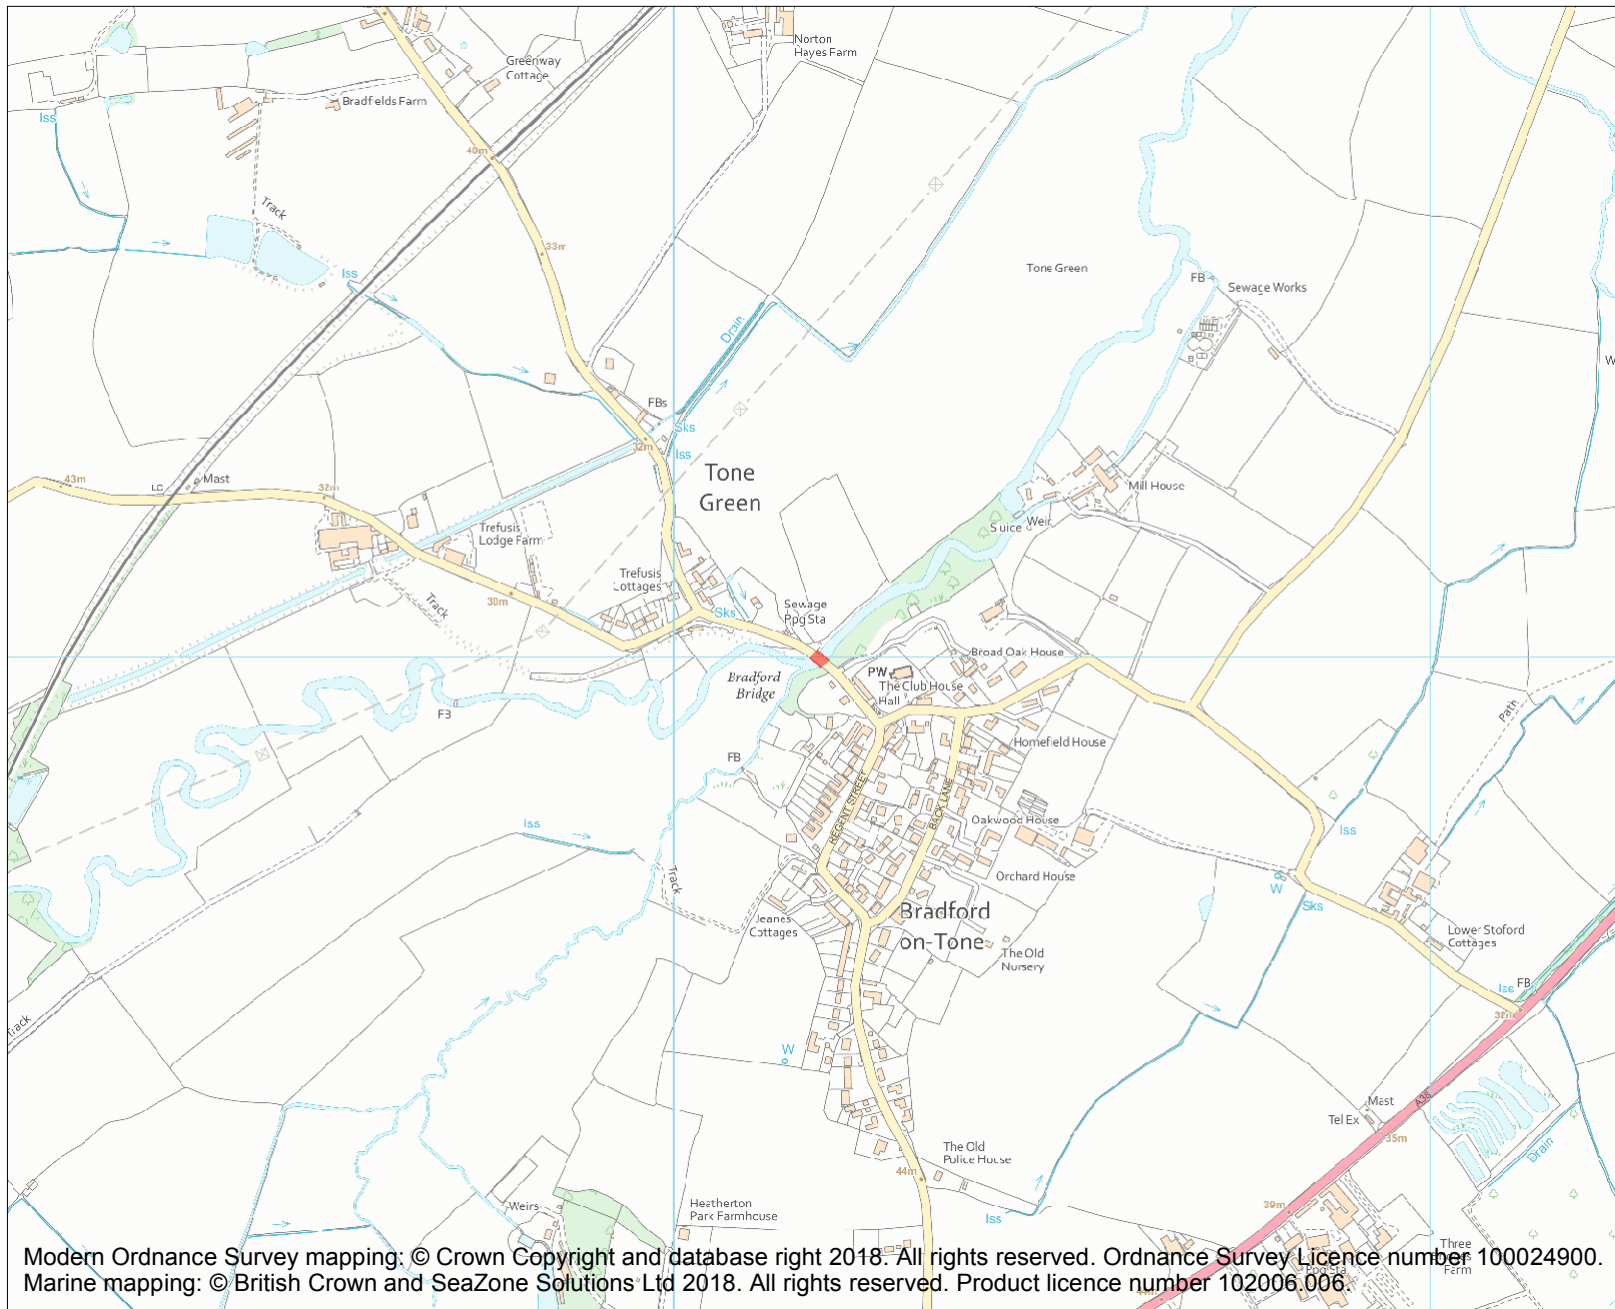 Norton
Hayes Farm
Greenway
Cottage
Bradfields Farm
Iss
40m
Track
33m
Iss
Tone Green
FB
Sewage Works
Drain
FBs
Sks
32m
Iss
Tone
Green
43m
LC
Mast
32m
Mill House
Trefusis
Lodge Farm
Weir
Trefusis
Cottages
30m
Track
Sks
Sewage
Ppg Sta
Broad Oak House
PW
The Club House
Hall
Bradford
Bridge
FB
Path
Homefield House
FB
REGENT STREET
BACK LANE
Oakwood House
Iss
Iss
Track
Orchard House
W
Sks
Jeanes
Cottages
Bradford
on-Tone
The Old
Nursery
Lower Stoford
Cottages
Iss
FB
32m
Track
W
A38
Mast
Tel Ex
35m
Drain
The Old
Police House
44m
Weirs
Heatherton
Park Farmhouse
Iss
39m
Three
Farm
Ppg Sta
44m
Modern Ordnance Survey mapping: © Crown Copyright and database right 2018. All rights reserved. Ordnance Survey Licence number 100024900.
Marine mapping: © British Crown and SeaZone Solutions Ltd 2018. All rights reserved. Product licence number 102006.006.